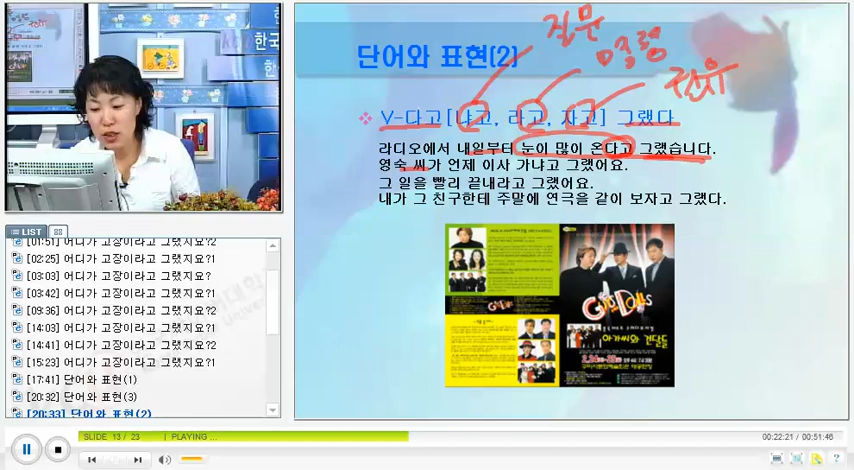 단어와 표현(2)
질문
명령
권유
V-다고[냐고, 라고, 자고] 그랬다
라디오에서 내일부터 눈이 많이 온다고 그랬습니다.
영숙 씨가 언제 이사 가냐고 그랬어요.
그 일을 빨리 끝내라고 그랬어요.
내가 그 친구한테 주말에 연극을 같이 보자고 그랬다.
아가씨와 건달들
LIST
[01:51] 어디가 고장이라고 그랬지요?2
[02:25] 어디가 고장이라고 그랬지요?1
[03:03] 어디가 고장이라고 그랬지요?
[03:42] 어디가 고장이라고 그랬지요?1
[09:36] 어디가 고장이라고 그랬지요?2
[14:03] 어디가 고장이라고 그랬지요?1
[14:41] 어디가 고장이라고 그랬지요?2
[15:23] 어디가 고장이라고 그랬지요?1
[17:41] 단어와 표현(1)
[20:32] 단어와 표현(3)
[20:33] 단어와 표현(2)
SLIDE 13 / 23 | PLAYING ...
00:22:21 / 00:51:46